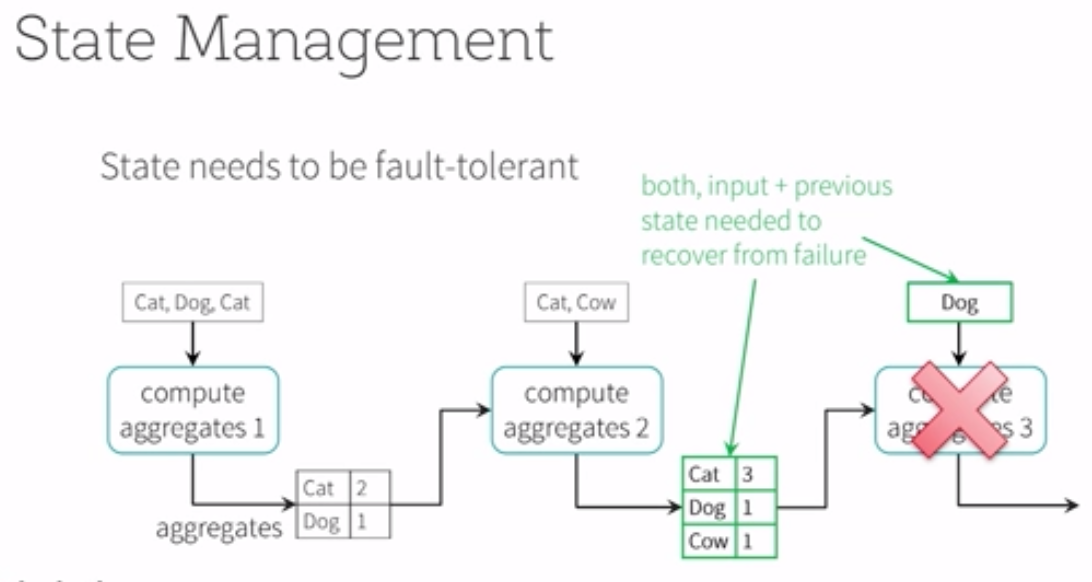 State Management
State needs to be fault-tolerant
both, input + previous
state needed to
recover from failure
Cat, Dog, Cat
Cat, Cow
Dog
compute
aggregates 1
compute
aggregates 2
3
aggregates
Cat 2
Dog 1
Cat 3
Dog 1
Cow 1